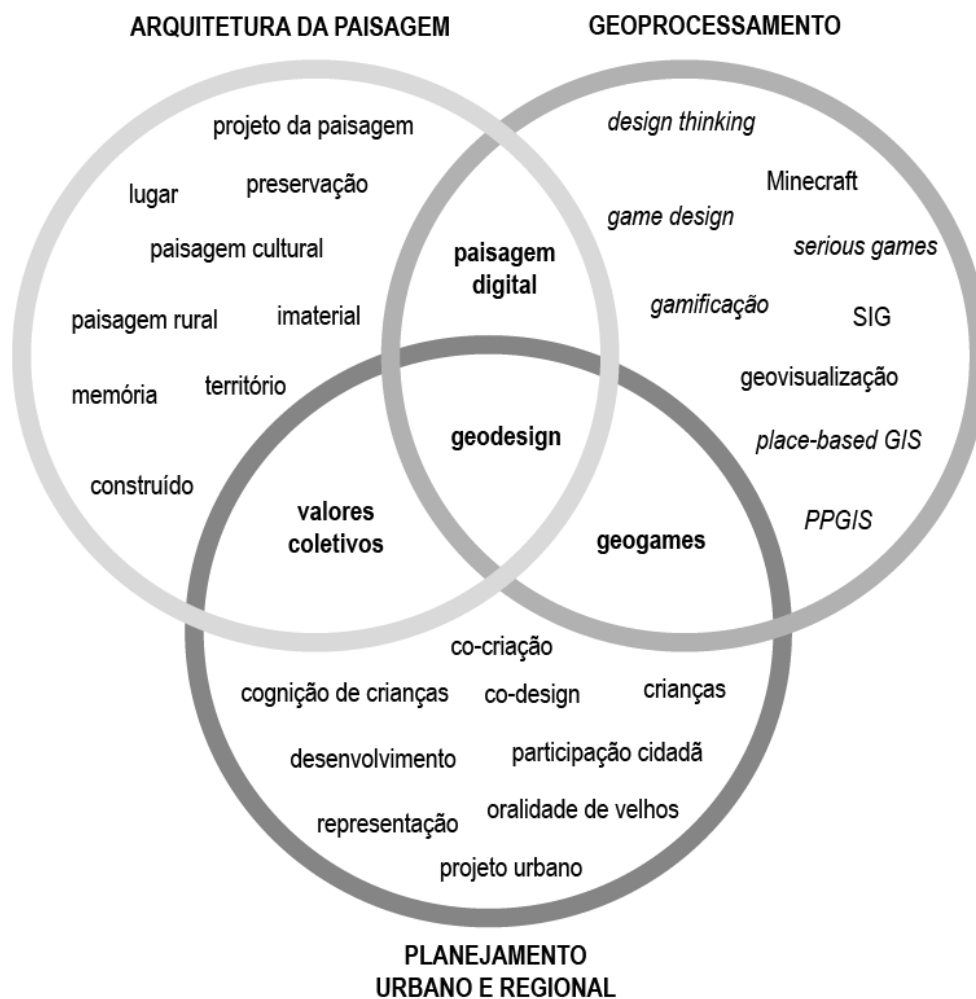 ARQUITETURA DA PAISAGEM
GEOPROCESSAMENTO
projeto da paisagem
lugar
preservação
paisagem cultural
paisagem rural
imaterial
memória
território
construído
paisagem
digital
design thinking
Minecraft
game design
serious games
gamificação
SIG
geovisualização
place-based GIS
PPGIS
geodesign
valores
coletivos
geogames
co-criação
cognição de crianças
co-design
crianças
desenvolvimento
participação cidadã
representação
oralidade de velhos
projeto urbano
PLANEJAMENTO
URBANO E REGIONAL